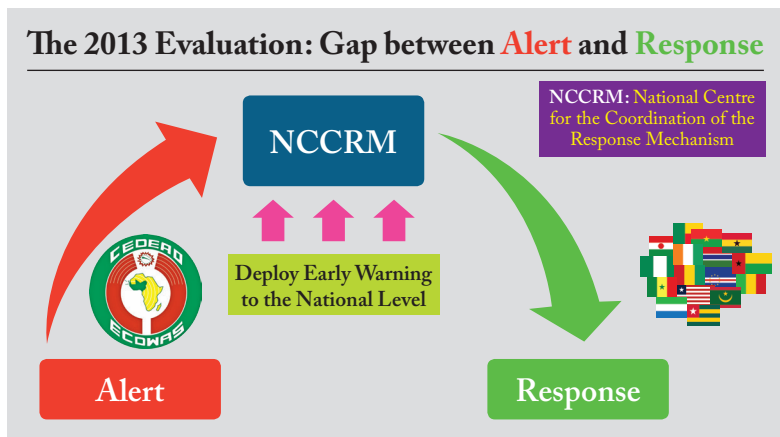 The 2013 Evaluation: Gap between Alert and Response
NCCRM: National Centre
for the Coordination of the
Response Mechanism
NCCRM
Deploy Early Warning
to the National Level
CEDEAO
ECOWAS
Alert
Response